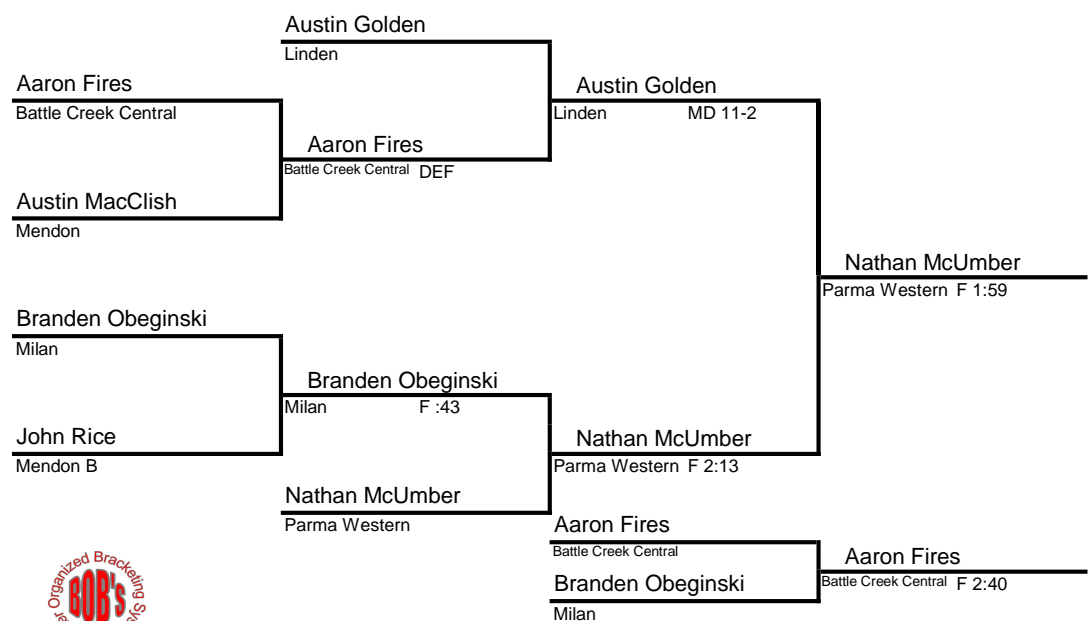 Austin Golden
Linden
Aaron Fires
Battle Creek Central
Austin Golden
Linden MD 11-2
Aaron Fires
Battle Creek Central DEF
Austin MacClish
Mendon
Nathan McUmber
Parma Western F 1:59
Branden Obeginski
Milan
Branden Obeginski
Milan F :43
John Rice
Mendon B
Nathan McUmber
Parma Western F 2:13
Nathan McUmber
Parma Western
Aaron Fires
Battle Creek Central
Aaron Fires
Battle Creek Central F 2:40
Branden Obeginski
Milan
Organized Bracketing
BOB's